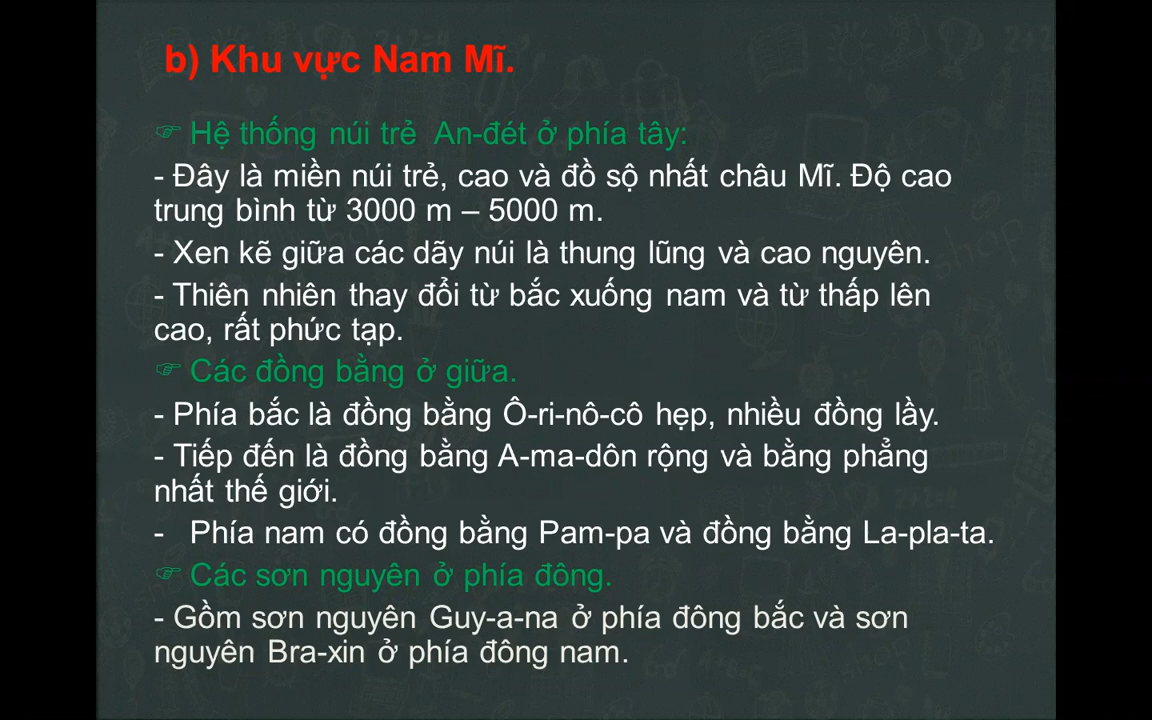 b) Khu vực Nam Mĩ.
☞ Hệ thống núi trẻ An-đét ở phía tây:
- Đây là miền núi trẻ, cao và đồ sộ nhất châu Mĩ. Độ cao
trung bình từ 3000 m – 5000 m.
- Xen kẽ giữa các dãy núi là thung lũng và cao nguyên.
- Thiên nhiên thay đổi từ bắc xuống nam và từ thấp lên
cao, rất phức tạp.
☞ Các đồng bằng ở giữa.
- Phía bắc là đồng bằng Ô-ri-nô-cô hẹp, nhiều đồng lầy.
- Tiếp đến là đồng bằng A-ma-dôn rộng và bằng phẳng
nhất thế giới.
- Phía nam có đồng bằng Pam-pa và đồng bằng La-pla-ta.
☞ Các sơn nguyên ở phía đông.
- Gồm sơn nguyên Guy-a-na ở phía đông bắc và sơn
nguyên Bra-xin ở phía đông nam.